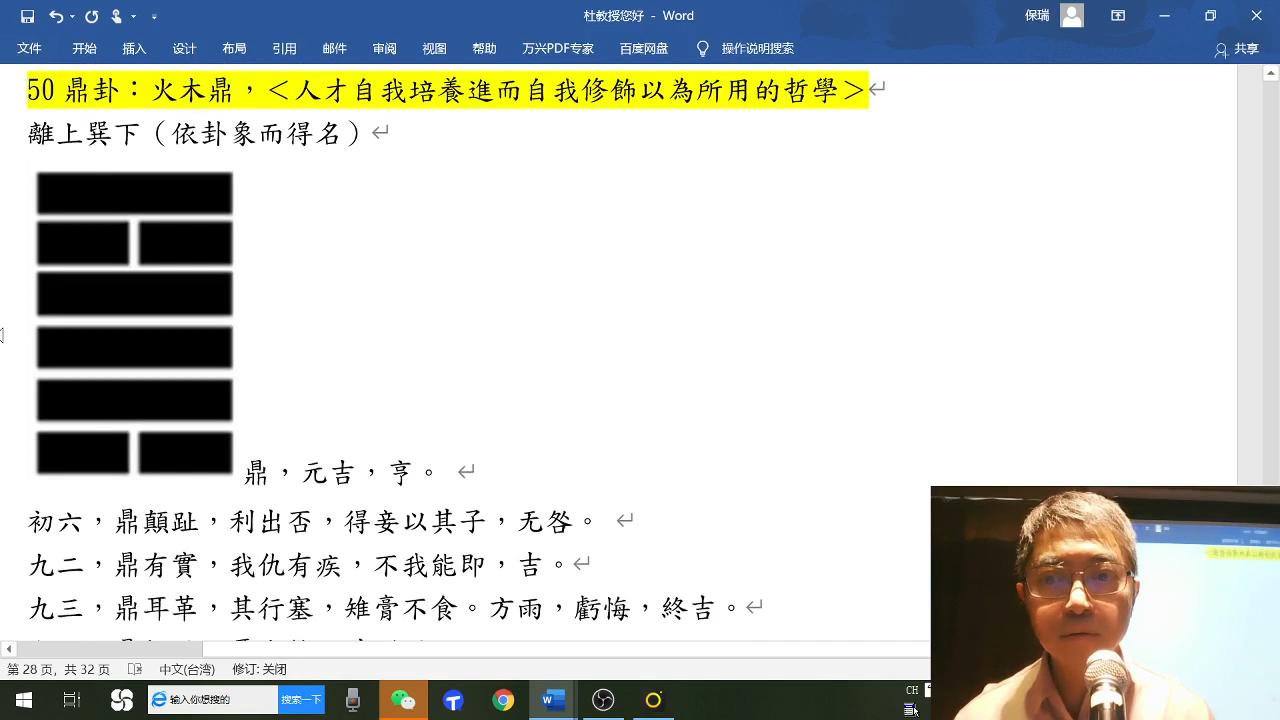 杜教授您好 - Word
保瑞
文件 开始 插入 设计 布局 引用 邮件 审阅 视图 帮助 万兴PDF专家 百度网盘 操作说明搜索 共享
50 鼎卦：火木鼎，＜人才自我培養進而自我修飾以為所用的哲學＞
離上巽下（依卦象而得名）
鼎，元吉，亨。
初六，鼎顛趾，利出否，得妾以其子，无咎。
九二，鼎有實，我仇有疾，不我能即，吉。
九三，鼎耳革，其行塞，雉膏不食。方雨，虧悔，終吉。
第 28 页，共 32 页 中文(台湾) 修订: 关闭
输入你想搜的 搜索一下
CH